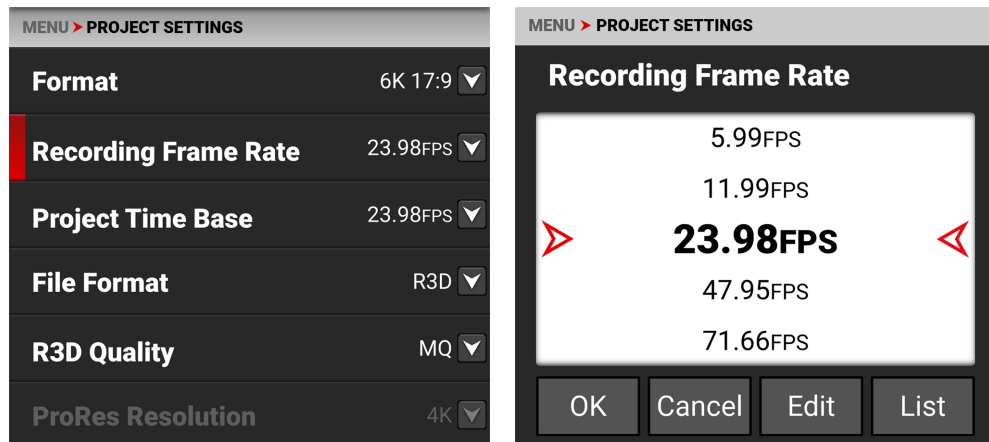 MENU PROJECT SETTINGS
Format 6K 17:9
Recording Frame Rate 23.98FPS
Project Time Base 23.98FPS
File Format R3D
R3D Quality MQ
ProRes Resolution 4K
MENU PROJECT SETTINGS
Recording Frame Rate
5.99FPS
11.99FPS
23.98FPS
47.95FPS
71.66FPS
OK Cancel Edit List